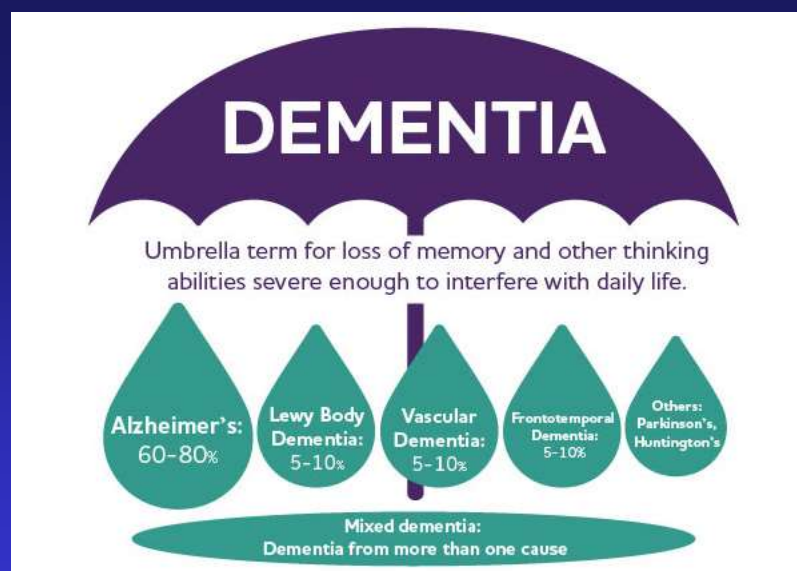 DEMENTIA
Umbrella term for loss of memory and other thinking
abilities severe enough to interfere with daily life.
Alzheimer's:
60-80%
Lewy Body
Dementia:
5-10%
Vascular
Dementia:
5-10%
Frontotemporal
Dementia:
5-10%
Others:
Parkinson's,
Huntington's
Mixed dementia:
Dementia from more than one cause